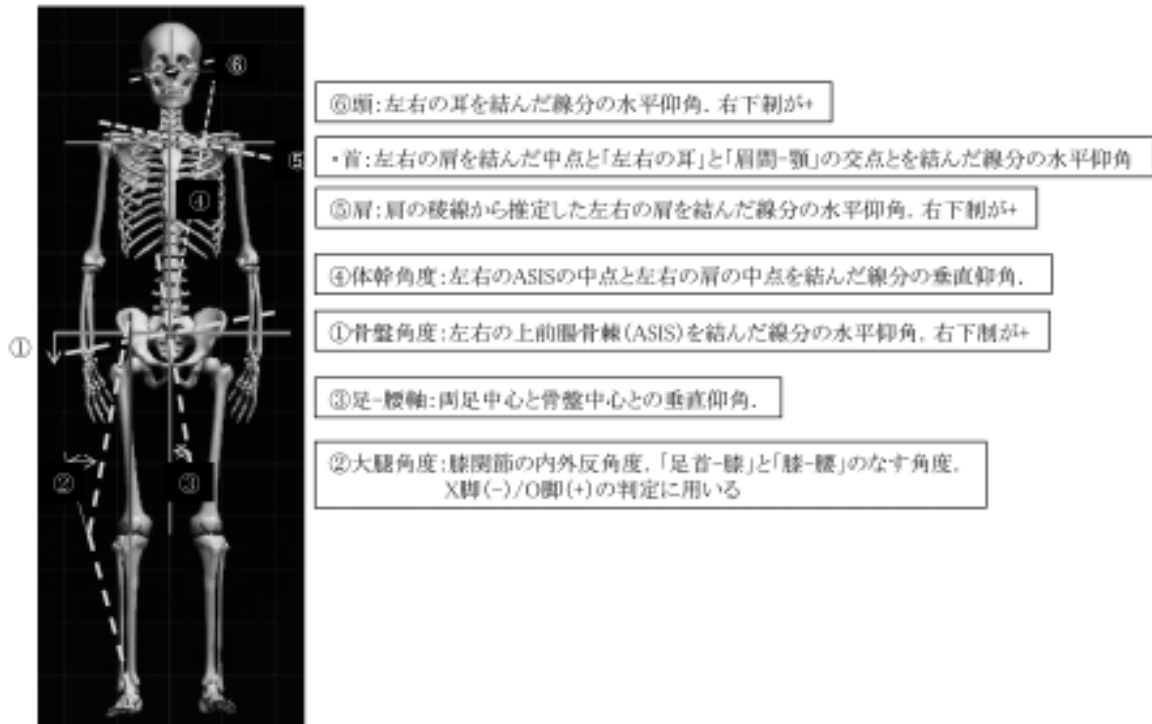 ⑥
⑥頭：左右の耳を結んだ線分の水平仰角．右下制が+
・首：左右の肩を結んだ中点と「左右の耳」と「眉間−顎」の交点とを結んだ線分の水平仰角
⑤
④
⑤肩：肩の稜線から推定した左右の肩を結んだ線分の水平仰角．右下制が+
④体幹角度：左右のASISの中点と左右の肩の中点を結んだ線分の垂直仰角．
①
①骨盤角度：左右の上前腸骨棘(ASIS)を結んだ線分の水平仰角．右下制が+
③足−腰軸：両足中心と骨盤中心との垂直仰角．
②
③
②大腿角度：膝関節の内外反角度．「足首−膝」と「膝−腰」のなす角度．
X脚(−)/O脚(+)の判定に用いる